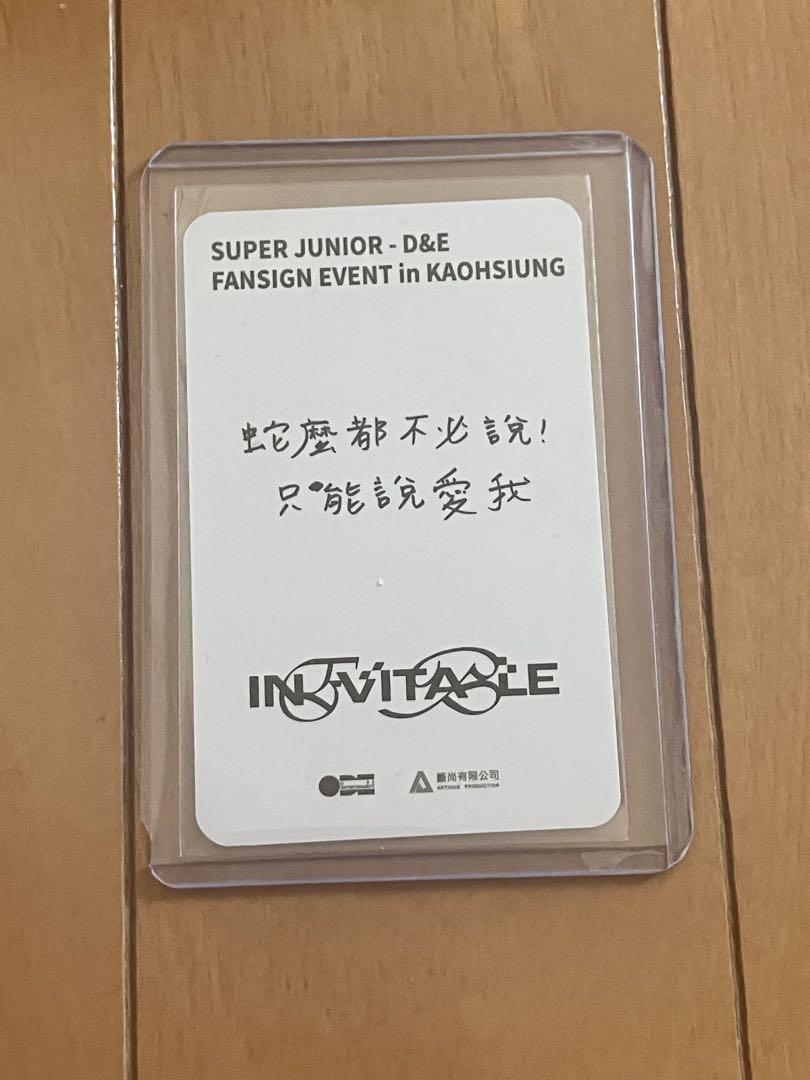 SUPER JUNIOR - D&E
FANSIGN EVENT in KAOHSIUNG
蛇麼都不必說!
只能說愛我
INEVITABLE
藝尚有限公司
ARTIQUE PRODUCTION